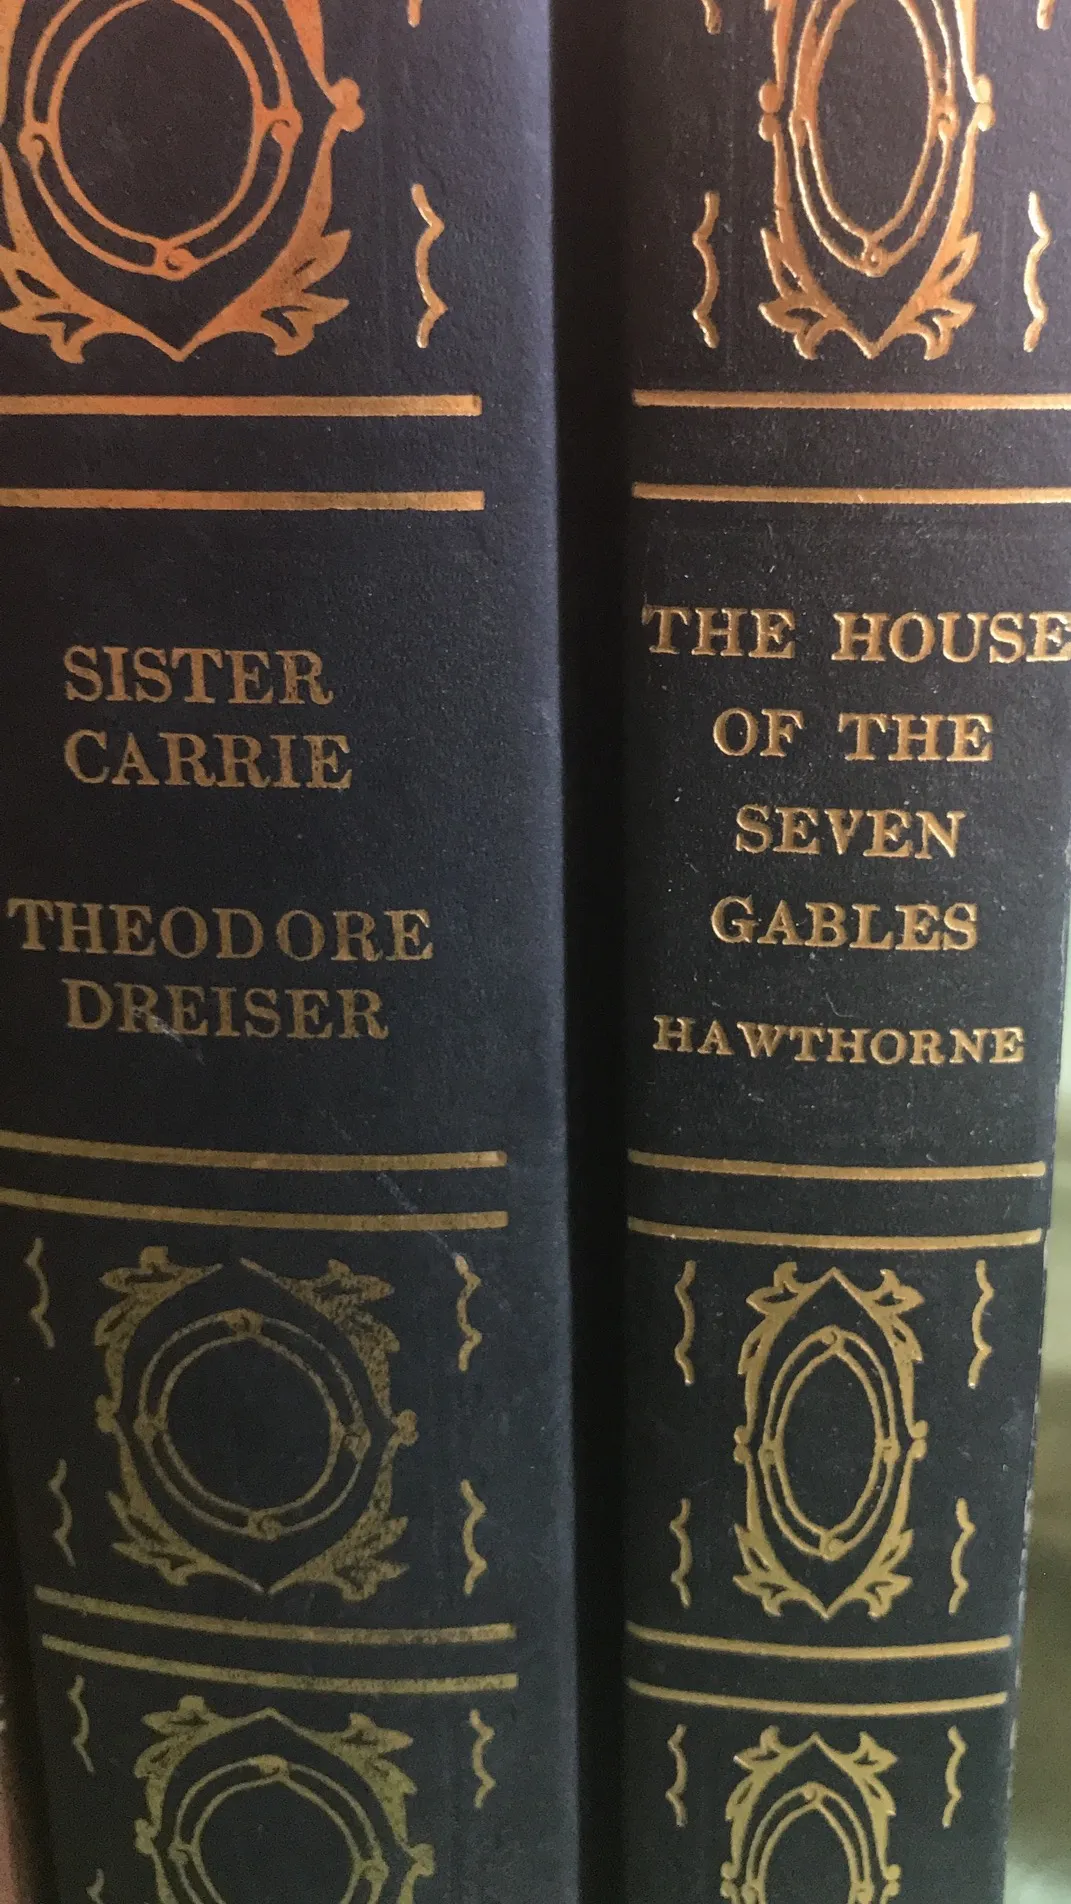 SISTER
CARRIE
THEODORE
DREISER
THE HOUSE
OF THE
SEVEN
GABLES
HAWTHORNE